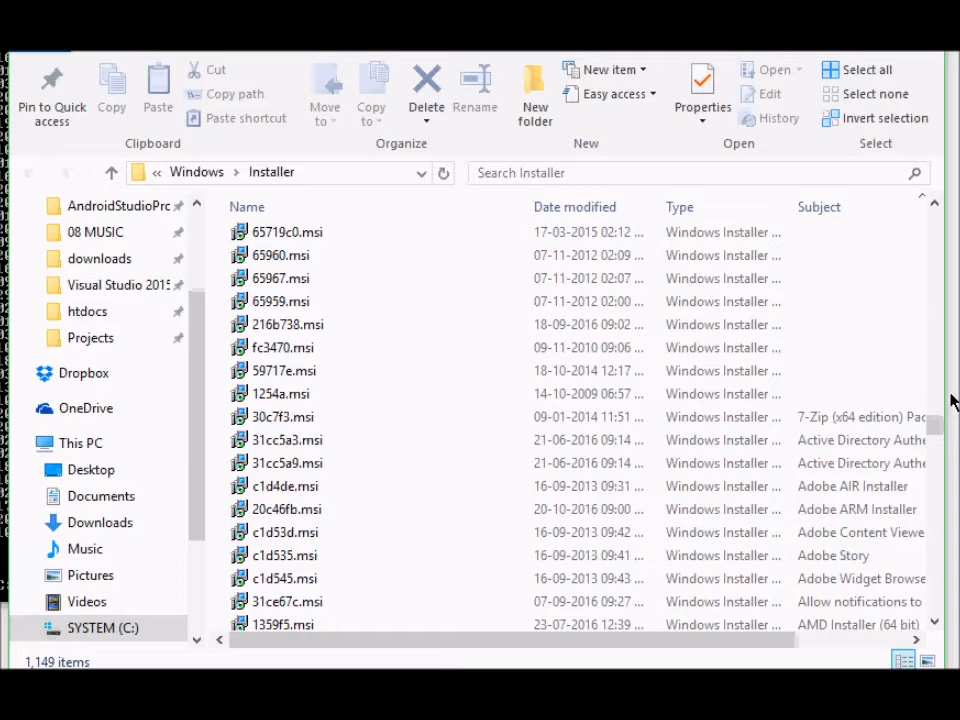 Pin to Quick access
Copy
Paste
Cut
Copy path
Paste shortcut
Clipboard
Move to
Copy to
Delete
Rename
Organize
New folder
New item
Easy access
New
Properties
Open
Edit
History
Open
Select all
Select none
Invert selection
Select
« Windows > Installer
Search Installer
AndroidStudioPrc
08 MUSIC
downloads
Visual Studio 2015
htdocs
Projects
Dropbox
OneDrive
This PC
Desktop
Documents
Downloads
Music
Pictures
Videos
SYSTEM (C:)
Name Date modified Type Subject
65719c0.msi 17-03-2015 02:12 ... Windows Installer ...
65960.msi 07-11-2012 02:09 ... Windows Installer ...
65967.msi 07-11-2012 02:07 ... Windows Installer ...
65959.msi 07-11-2012 02:00 ... Windows Installer ...
216b738.msi 18-09-2016 09:02 ... Windows Installer ...
fc3470.msi 09-11-2010 09:06 ... Windows Installer ...
59717e.msi 18-10-2014 12:17 ... Windows Installer ...
1254a.msi 14-10-2009 06:57 ... Windows Installer ...
30c7f3.msi 09-01-2014 11:51 ... Windows Installer ... 7-Zip (x64 edition) Pac
31cc5a3.msi 21-06-2016 09:14 ... Windows Installer ... Active Directory Authe
31cc5a9.msi 21-06-2016 09:14 ... Windows Installer ... Active Directory Authe
c1d4de.msi 16-09-2013 09:31 ... Windows Installer ... Adobe AIR Installer
20c46fb.msi 20-10-2016 09:00 ... Windows Installer ... Adobe ARM Installer
c1d53d.msi 16-09-2013 09:42 ... Windows Installer ... Adobe Content Viewe
c1d535.msi 16-09-2013 09:41 ... Windows Installer ... Adobe Story
c1d545.msi 16-09-2013 09:43 ... Windows Installer ... Adobe Widget Browse
31ce67c.msi 07-09-2016 09:27 ... Windows Installer ... Allow notifications to
1359f5.msi 23-07-2016 12:39 ... Windows Installer ... AMD Installer (64 bit)
1,149 items